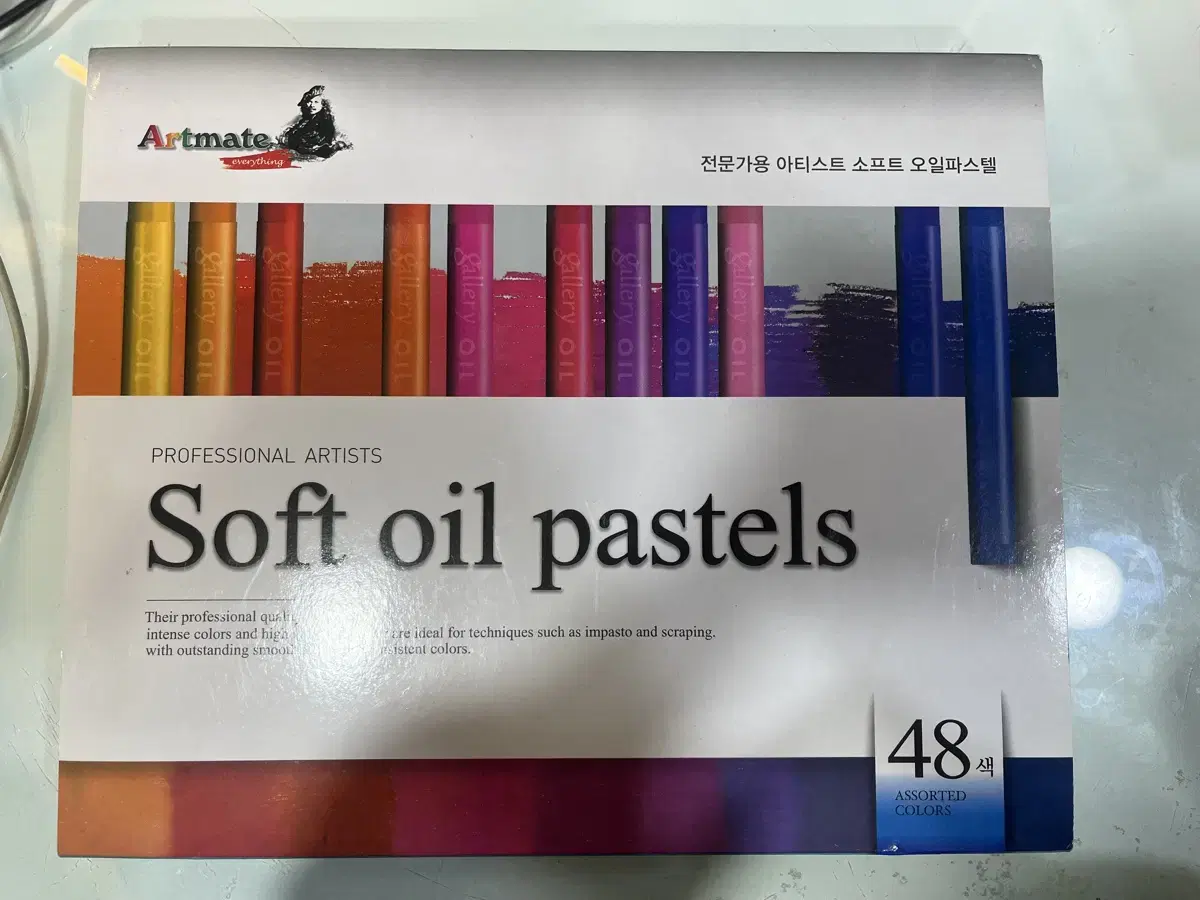 Artmate
everything
전문가용 아티스트 소프트 오일파스텔
gallery OIL
gallery OIL
gallery OIL
gallery OIL
gallery OIL
gallery OIL
gallery OIL
gallery OIL
gallery OIL
gallery OIL
PROFESSIONAL ARTISTS
Soft oil pastels
Their professional
intense colors and high are ideal for techniques such as impasto and scraping.
with outstanding colors.
48색
ASSORTED
COLORS